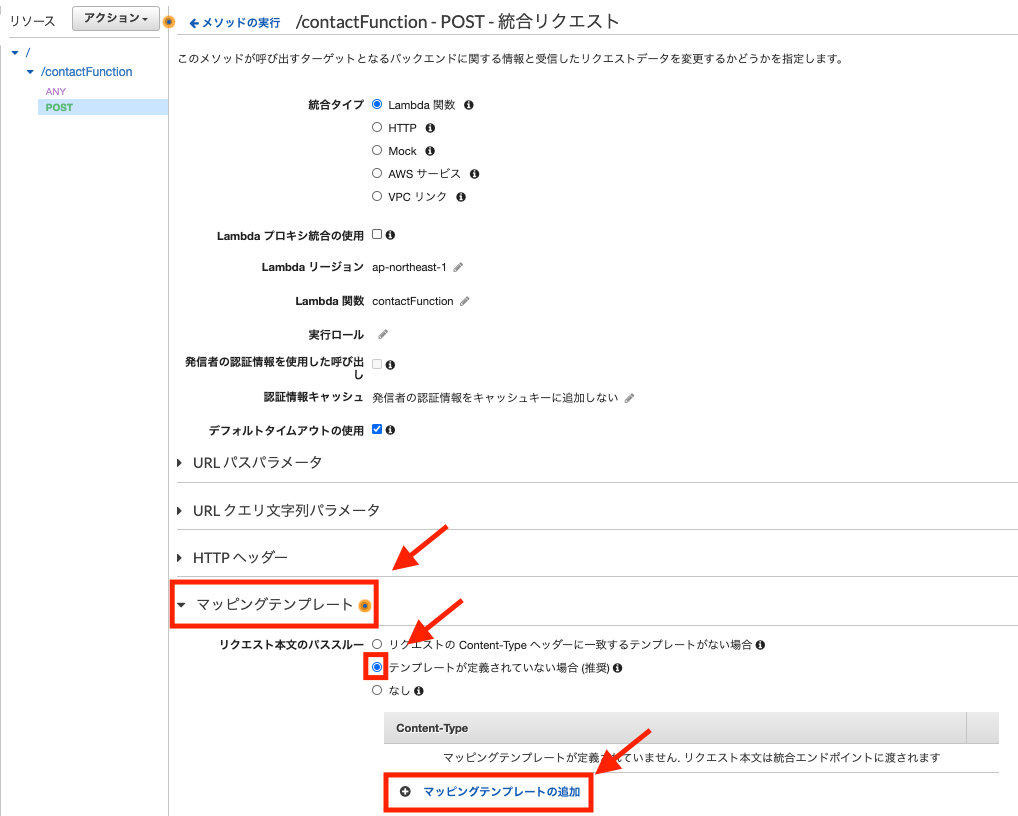 リソース
アクション
メソッドの実行
/contactFunction - POST - 統合リクエスト
/
/contactFunction
ANY
POST
このメソッドが呼び出すターゲットとなるバックエンドに関する情報と受信したリクエストデータを変更するかどうかを指定します。
統合タイプ
Lambda 関数
HTTP
Mock
AWS サービス
VPC リンク
Lambda プロキシ統合の使用
Lambda リージョン ap-northeast-1
Lambda 関数 contactFunction
実行ロール
発信者の認証情報を使用した呼び出
し
認証情報キャッシュ 発信者の認証情報をキャッシュキーに追加しない
デフォルトタイムアウトの使用
URL パスパラメータ
URL クエリ文字列パラメータ
HTTP ヘッダー
マッピングテンプレート
リクエスト本文のパススルー リクエストの Content-Type ヘッダーに一致するテンプレートがない場合
テンプレートが定義されていない場合 (推奨)
なし
Content-Type
マッピングテンプレートが定義されていません. リクエスト本文は統合エンドポイントに渡されます
マッピングテンプレートの追加